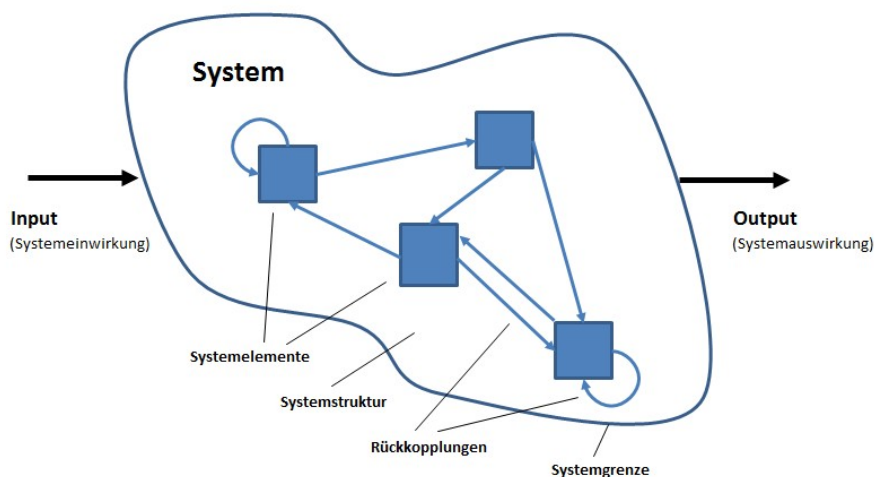 System
Input
(Systemeinwirkung)
Output
(Systemauswirkung)
Systemelemente
Systemstruktur
Rückkopplungen
Systemgrenze